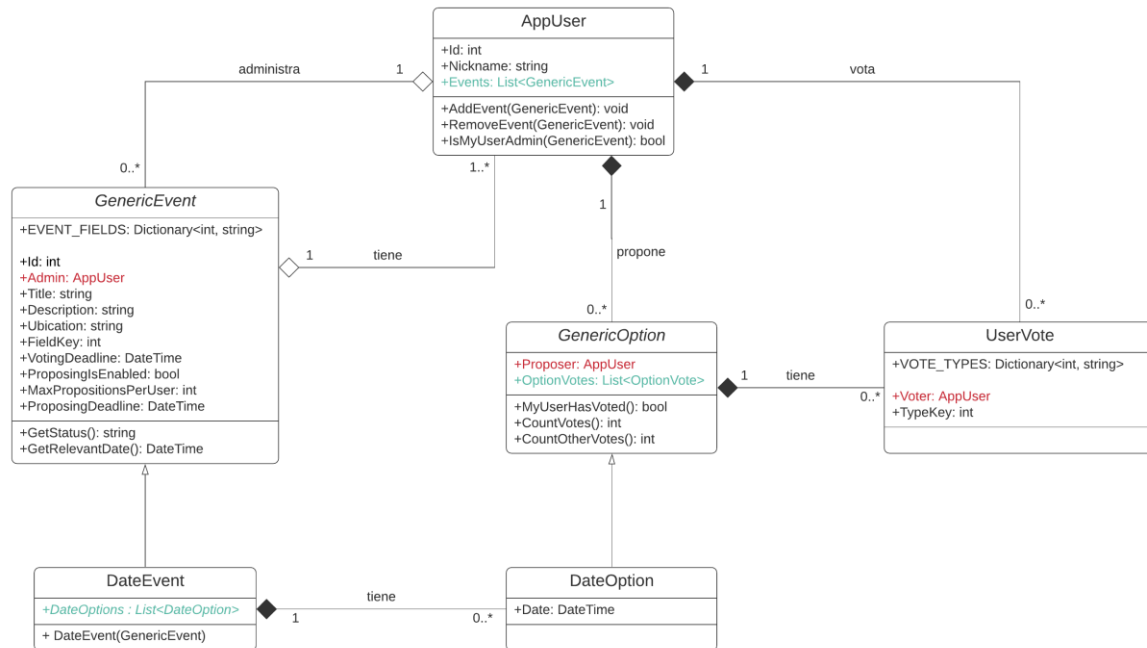 AppUser
+Id: int
+Nickname: string
+Events: List<GenericEvent>
+AddEvent(GenericEvent): void
+RemoveEvent(GenericEvent): void
+IsMyUserAdmin(GenericEvent): bool
administra
1
0..*
1
vota
0..*
1..*
1
tiene
1
propone
0..*
GenericEvent
+EVENT_FIELDS: Dictionary<int, string>
+Id: int
+Admin: AppUser
+Title: string
+Description: string
+Ubication: string
+FieldKey: int
+VotingDeadline: DateTime
+ProposingIsEnabled: bool
+MaxPropositionsPerUser: int
+ProposingDeadline: DateTime
+GetStatus(): string
+GetRelevantDate(): DateTime
GenericOption
+Proposer: AppUser
+OptionVotes: List<OptionVote>
+MyUserHasVoted(): bool
+CountVotes(): int
+CountOtherVotes(): int
1
tiene
0..*
UserVote
+VOTE_TYPES: Dictionary<int, string>
+Voter: AppUser
+TypeKey: int
DateEvent
+DateOptions : List<DateOption>
+ DateEvent(GenericEvent)
1
tiene
0..*
DateOption
+Date: DateTime